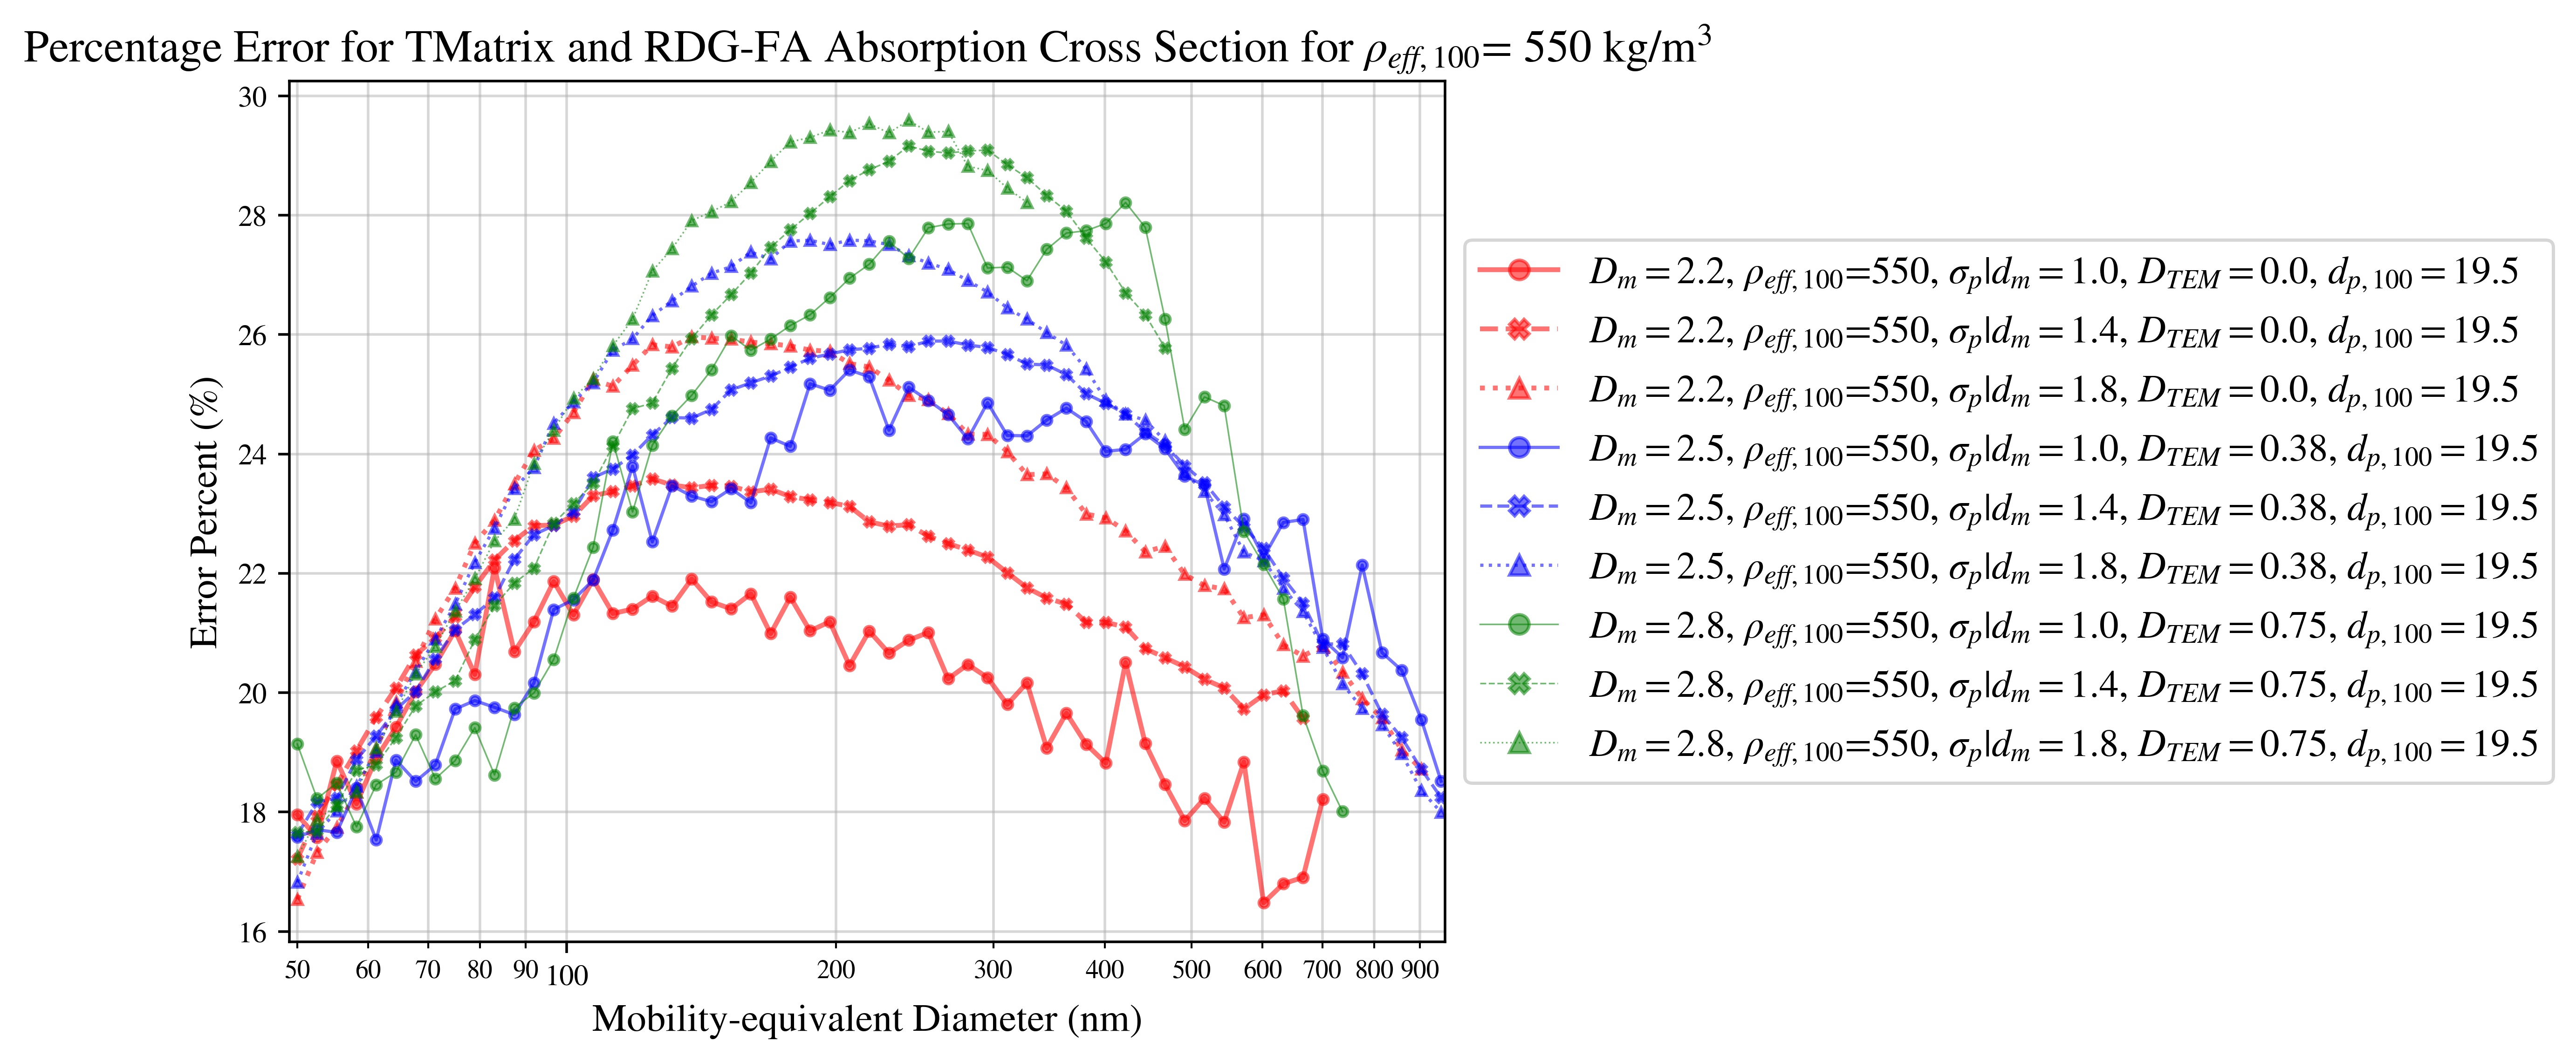 Percentage Error for TMatrix and RDG-FA Absorption Cross Section for ρeff,100= 550 kg/m³
30
28
26
24
22
20
18
16
Error Percent (%)
50 60 70 80 90 100 200 300 400 500 600 700 800 900
Mobility-equivalent Diameter (nm)
Dm = 2.2, ρeff,100=550, σp|dm = 1.0, DTEM = 0.0, dp,100 = 19.5
Dm = 2.2, ρeff,100=550, σp|dm = 1.4, DTEM = 0.0, dp,100 = 19.5
Dm = 2.2, ρeff,100=550, σp|dm = 1.8, DTEM = 0.0, dp,100 = 19.5
Dm = 2.5, ρeff,100=550, σp|dm = 1.0, DTEM = 0.38, dp,100 = 19.5
Dm = 2.5, ρeff,100=550, σp|dm = 1.4, DTEM = 0.38, dp,100 = 19.5
Dm = 2.5, ρeff,100=550, σp|dm = 1.8, DTEM = 0.38, dp,100 = 19.5
Dm = 2.8, ρeff,100=550, σp|dm = 1.0, DTEM = 0.75, dp,100 = 19.5
Dm = 2.8, ρeff,100=550, σp|dm = 1.4, DTEM = 0.75, dp,100 = 19.5
Dm = 2.8, ρeff,100=550, σp|dm = 1.8, DTEM = 0.75, dp,100 = 19.5